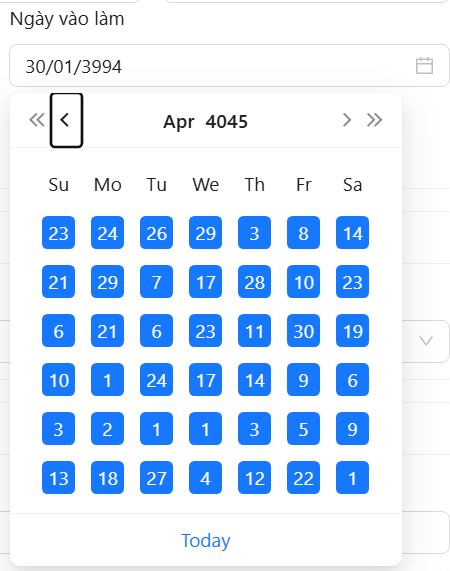 Ngày vào làm
30/01/3994
Apr 4045
Su Mo Tu We Th Fr Sa
23 24 26 29 3 8 14
21 29 7 17 28 10 23
6 21 6 23 11 30 19
10 1 24 17 14 9 6
3 2 1 1 3 5 9
13 18 27 4 12 22 1
Today